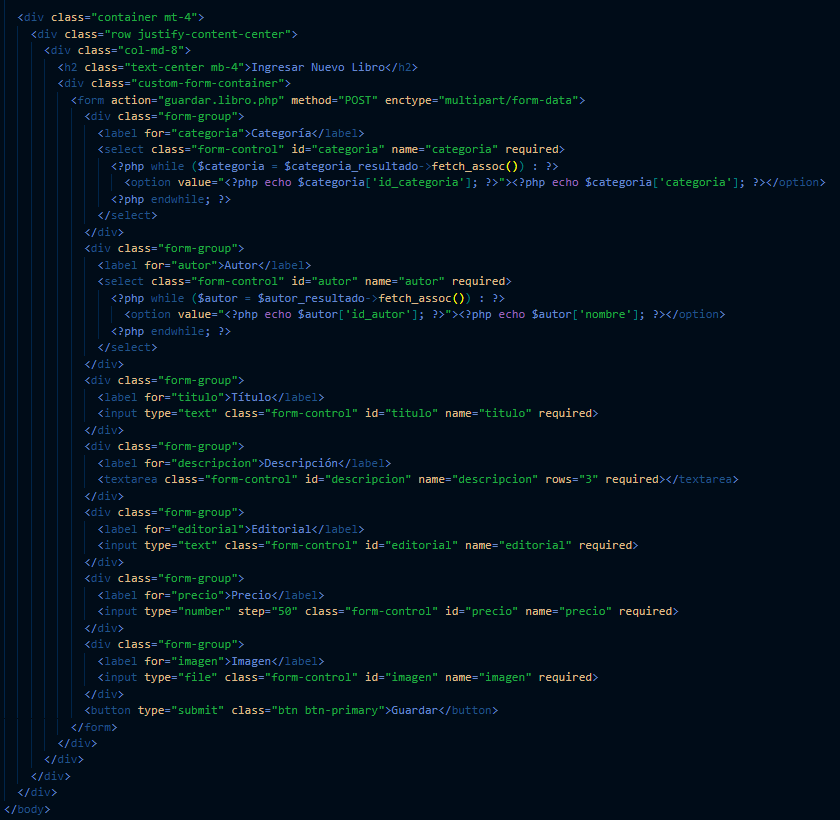 <div class="container mt-4">
<div class="row justify-content-center">
<div class="col-md-8">
<h2 class="text-center mb-4">Ingresar Nuevo Libro</h2>
<div class="custom-form-container">
<form action="guardar.libro.php" method="POST" enctype="multipart/form-data">
<div class="form-group">
<label for="categoria">Categoría</label>
<select class="form-control" id="categoria" name="categoria" required>
<?php while ($categoria = $categoria_resultado->fetch_assoc()) : ?>
<option value="<?php echo $categoria['id_categoria']; ?>"><?php echo $categoria['categoria']; ?></option>
<?php endwhile; ?>
</select>
</div>
<div class="form-group">
<label for="autor">Autor</label>
<select class="form-control" id="autor" name="autor" required>
<?php while ($autor = $autor_resultado->fetch_assoc()) : ?>
<option value="<?php echo $autor['id_autor']; ?>"><?php echo $autor['nombre']; ?></option>
<?php endwhile; ?>
</select>
</div>
<div class="form-group">
<label for="titulo">Título</label>
<input type="text" class="form-control" id="titulo" name="titulo" required>
</div>
<div class="form-group">
<label for="descripcion">Descripción</label>
<textarea class="form-control" id="descripcion" name="descripcion" rows="3" required></textarea>
</div>
<div class="form-group">
<label for="editorial">Editorial</label>
<input type="text" class="form-control" id="editorial" name="editorial" required>
</div>
<div class="form-group">
<label for="precio">Precio</label>
<input type="number" step="50" class="form-control" id="precio" name="precio" required>
</div>
<div class="form-group">
<label for="imagen">Imagen</label>
<input type="file" class="form-control" id="imagen" name="imagen" required>
</div>
<button type="submit" class="btn btn-primary">Guardar</button>
</form>
</div>
</div>
</div>
</div>
</body>